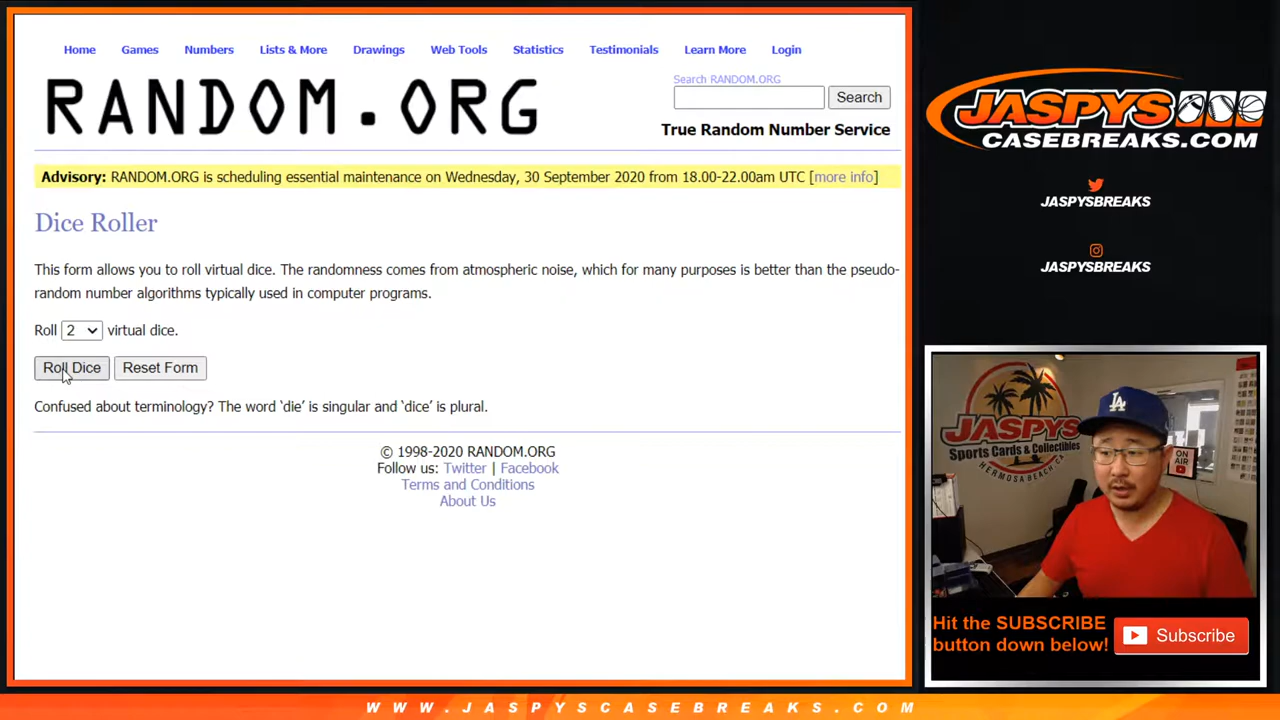 Home Games Numbers Lists & More Drawings Web Tools Statistics Testimonials Learn More Login
Search RANDOM.ORG
RANDOM.ORG
Search
True Random Number Service
Advisory: RANDOM.ORG is scheduling essential maintenance on Wednesday, 30 September 2020 from 18.00-22.00am UTC [more info]
Dice Roller
This form allows you to roll virtual dice. The randomness comes from atmospheric noise, which for many purposes is better than the pseudo-
random number algorithms typically used in computer programs.
Roll 2 virtual dice.
Roll Dice Reset Form
Confused about terminology? The word ‘die’ is singular and ‘dice’ is plural.
© 1998-2020 RANDOM.ORG
Follow us: Twitter | Facebook
Terms and Conditions
About Us
JASPYS
CASEBREAKS.COM
JASPYSBREAKS
JASPYSBREAKS
JASPYS
Sports Cards & Collectibles
HERMOSA BEACH, CA
LA
ON
AIR
Hit the SUBSCRIBE
button down below!
Subscribe
WWW.JASPYSCASEBREAKS.COM